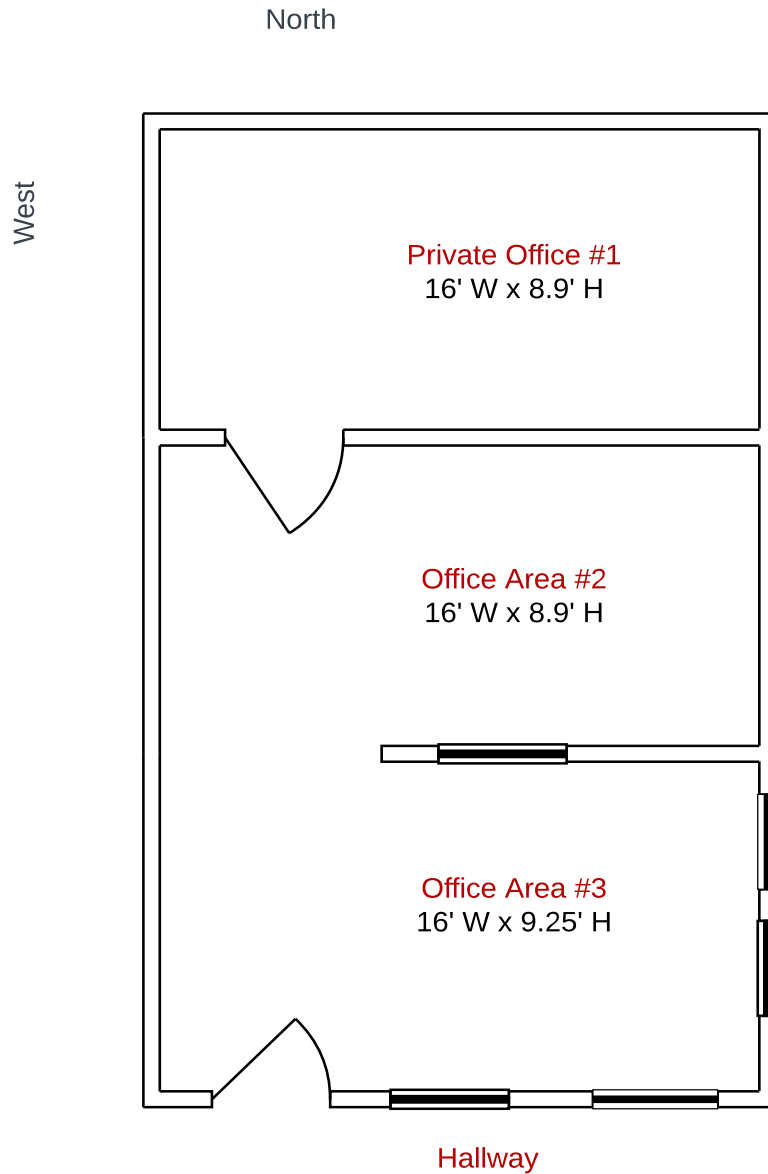 North
West
Private Office #1
16' W x 8.9' H
Office Area #2
16' W x 8.9' H
Office Area #3
16' W x 9.25' H
Hallway